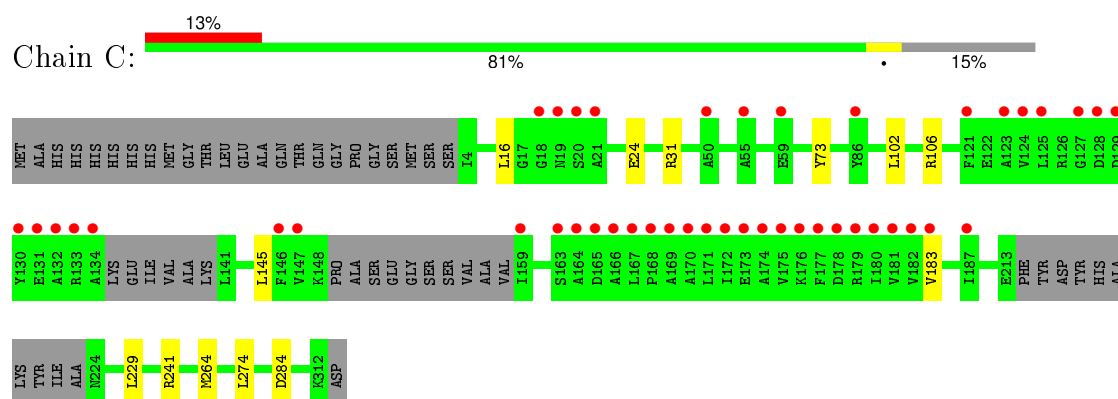 13%
Chain C:
81% • 15%
MET ALA HIS HIS HIS HIS HIS HIS MET GLY THR LEU GLU ALA GLN THR GLN GLY PRO GLY SER MET SER SER I4 L16 G17 G18 N19 S20 A21 E24 R31 A50 A55 E59 Y73 Y86 L102 R106 F121 E122 A123 V124 L125 R126 G127 D128 D129
Y130 E131 A132 R133 A134 LYS GLU ILE VAL ALA LYS L141 L145 F146 V147 K148 PRO ALA SER GLU GLY SER SER VAL ALA VAL I159 S163 A164 D165 A166 L167 P168 A169 A170 L171 I172 E173 A174 V175 K176 F177 D178 R179 I180 V181 V182 V183 I187 E213 PHE TYR ASP TYR HIS ALA
LYS TYR ILE ALA N224 L229 R241 M264 L274 D284 K312 ASP